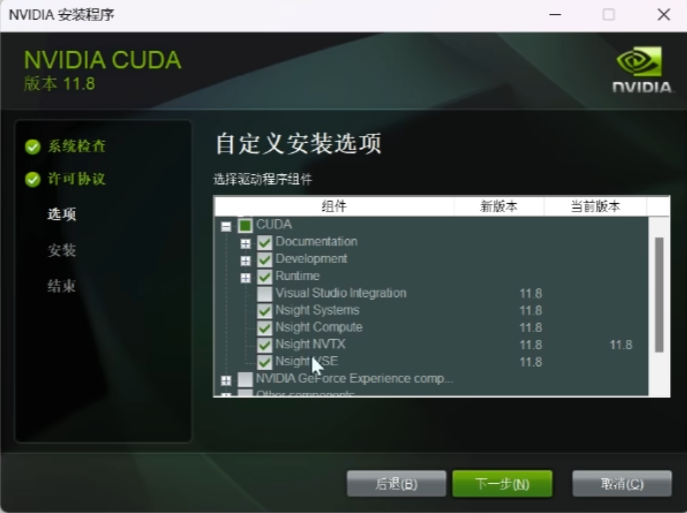 NVIDIA 安装程序
NVIDIA CUDA
版本 11.8
NVIDIA
系统检查
许可协议
选项
安装
结束
自定义安装选项
选择驱动程序组件
组件 新版本 当前版本
CUDA
Documentation
Development
Runtime
Visual Studio Integration 11.8
Nsight Systems 11.8
Nsight Compute 11.8
Nsight NVTX 11.8 11.8
Nsight VSE 11.8
NVIDIA GeForce Experience comp...
Other components
后退(B) 下一步(N) 取消(C)